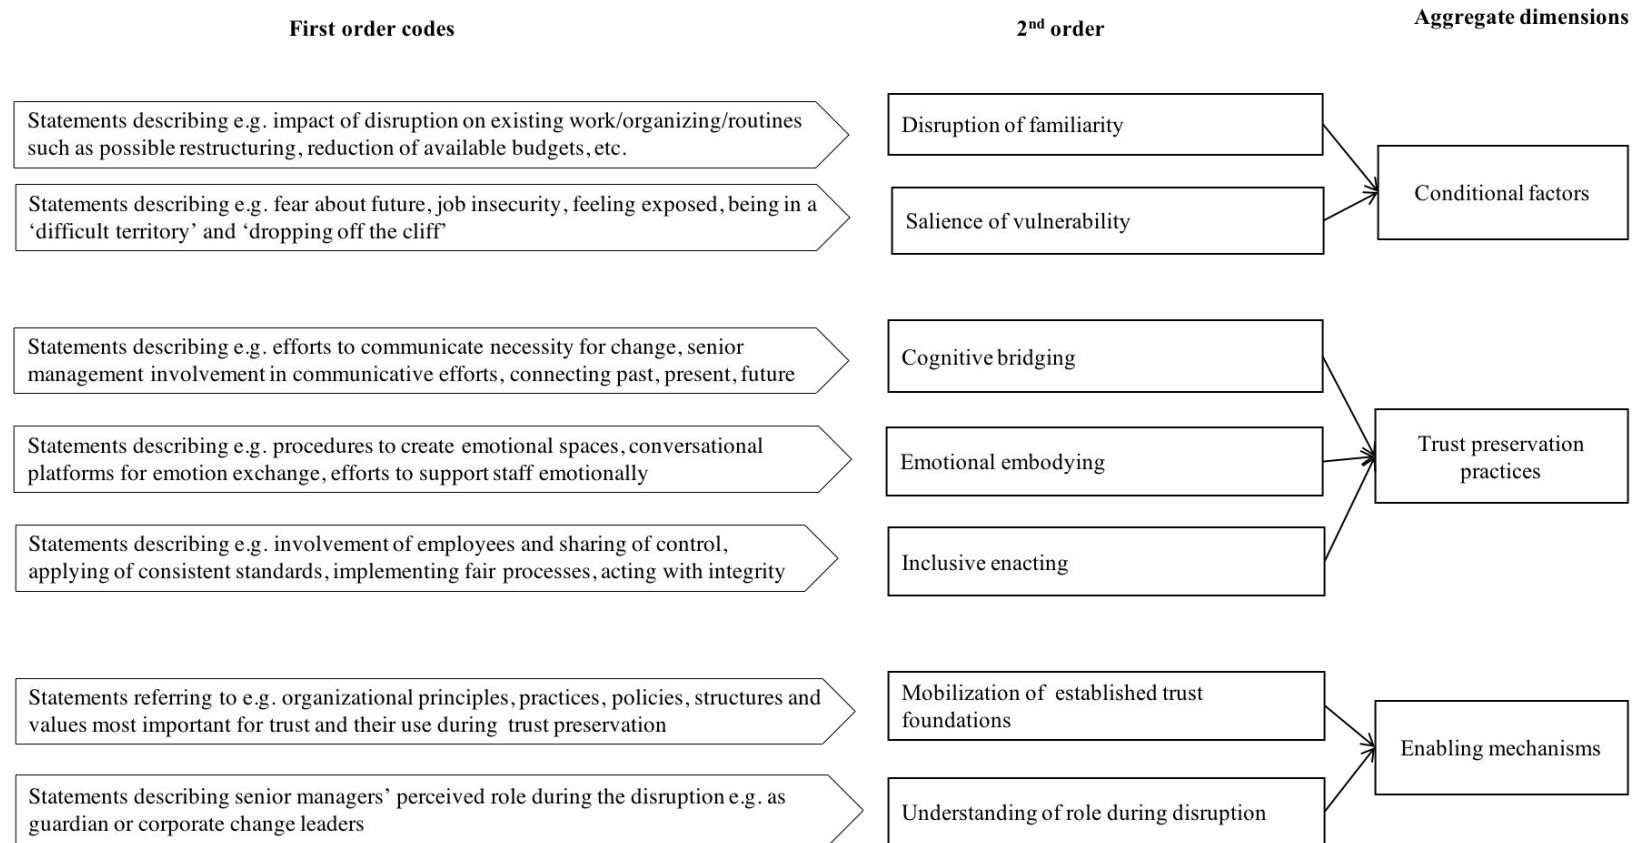 First order codes
2nd order
Aggregate dimensions
Statements describing e.g. impact of disruption on existing work/organizing/routines
such as possible restructuring, reduction of available budgets, etc.
Disruption of familiarity
Statements describing e.g. fear about future, job insecurity, feeling exposed, being in a
‘difficult territory’ and ‘dropping off the cliff’
Salience of vulnerability
Conditional factors
Statements describing e.g. efforts to communicate necessity for change, senior
management involvement in communicative efforts, connecting past, present, future
Cognitive bridging
Statements describing e.g. procedures to create emotional spaces, conversational
platforms for emotion exchange, efforts to support staff emotionally
Emotional embodying
Statements describing e.g. involvement of employees and sharing of control,
applying of consistent standards, implementing fair processes, acting with integrity
Inclusive enacting
Trust preservation
practices
Statements referring to e.g. organizational principles, practices, policies, structures and
values most important for trust and their use during trust preservation
Mobilization of established trust
foundations
Statements describing senior managers’ perceived role during the disruption e.g. as
guardian or corporate change leaders
Understanding of role during disruption
Enabling mechanisms